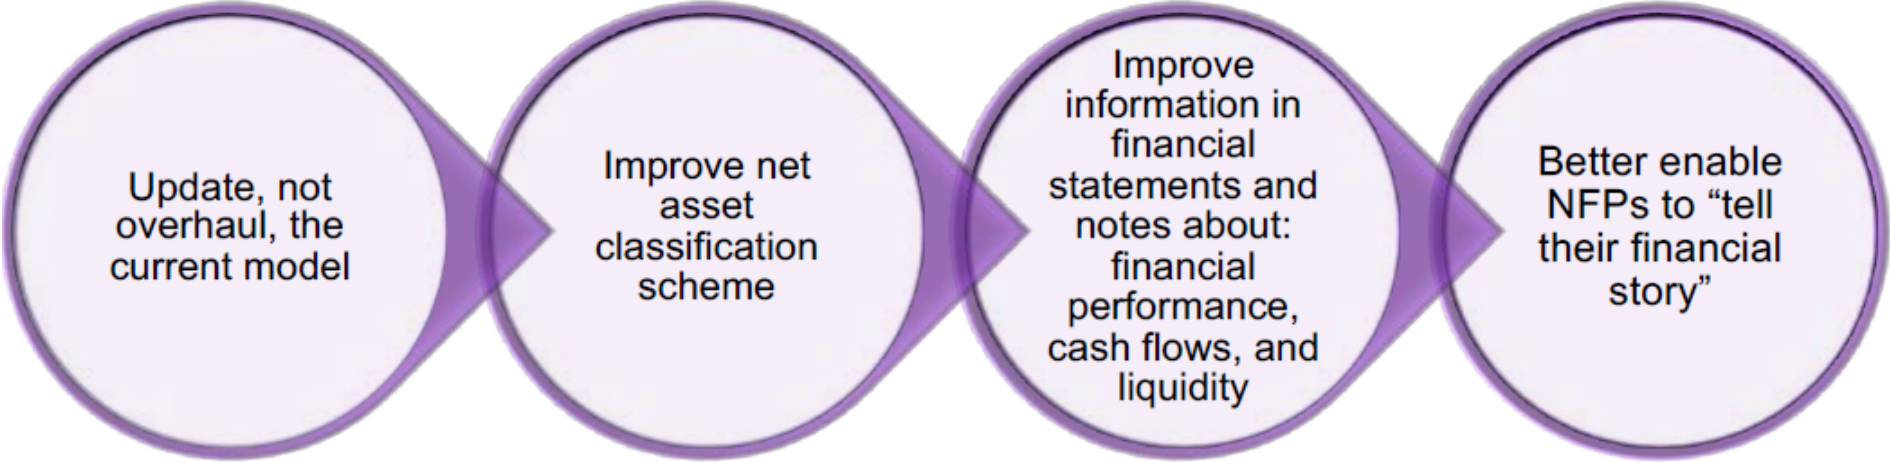 Update, not
overhaul, the
current model
Improve net
asset
classification
scheme
Improve
information in
financial
statements and
notes about:
financial
performance,
cash flows, and
liquidity
Better enable
NFPs to “tell
their financial
story”